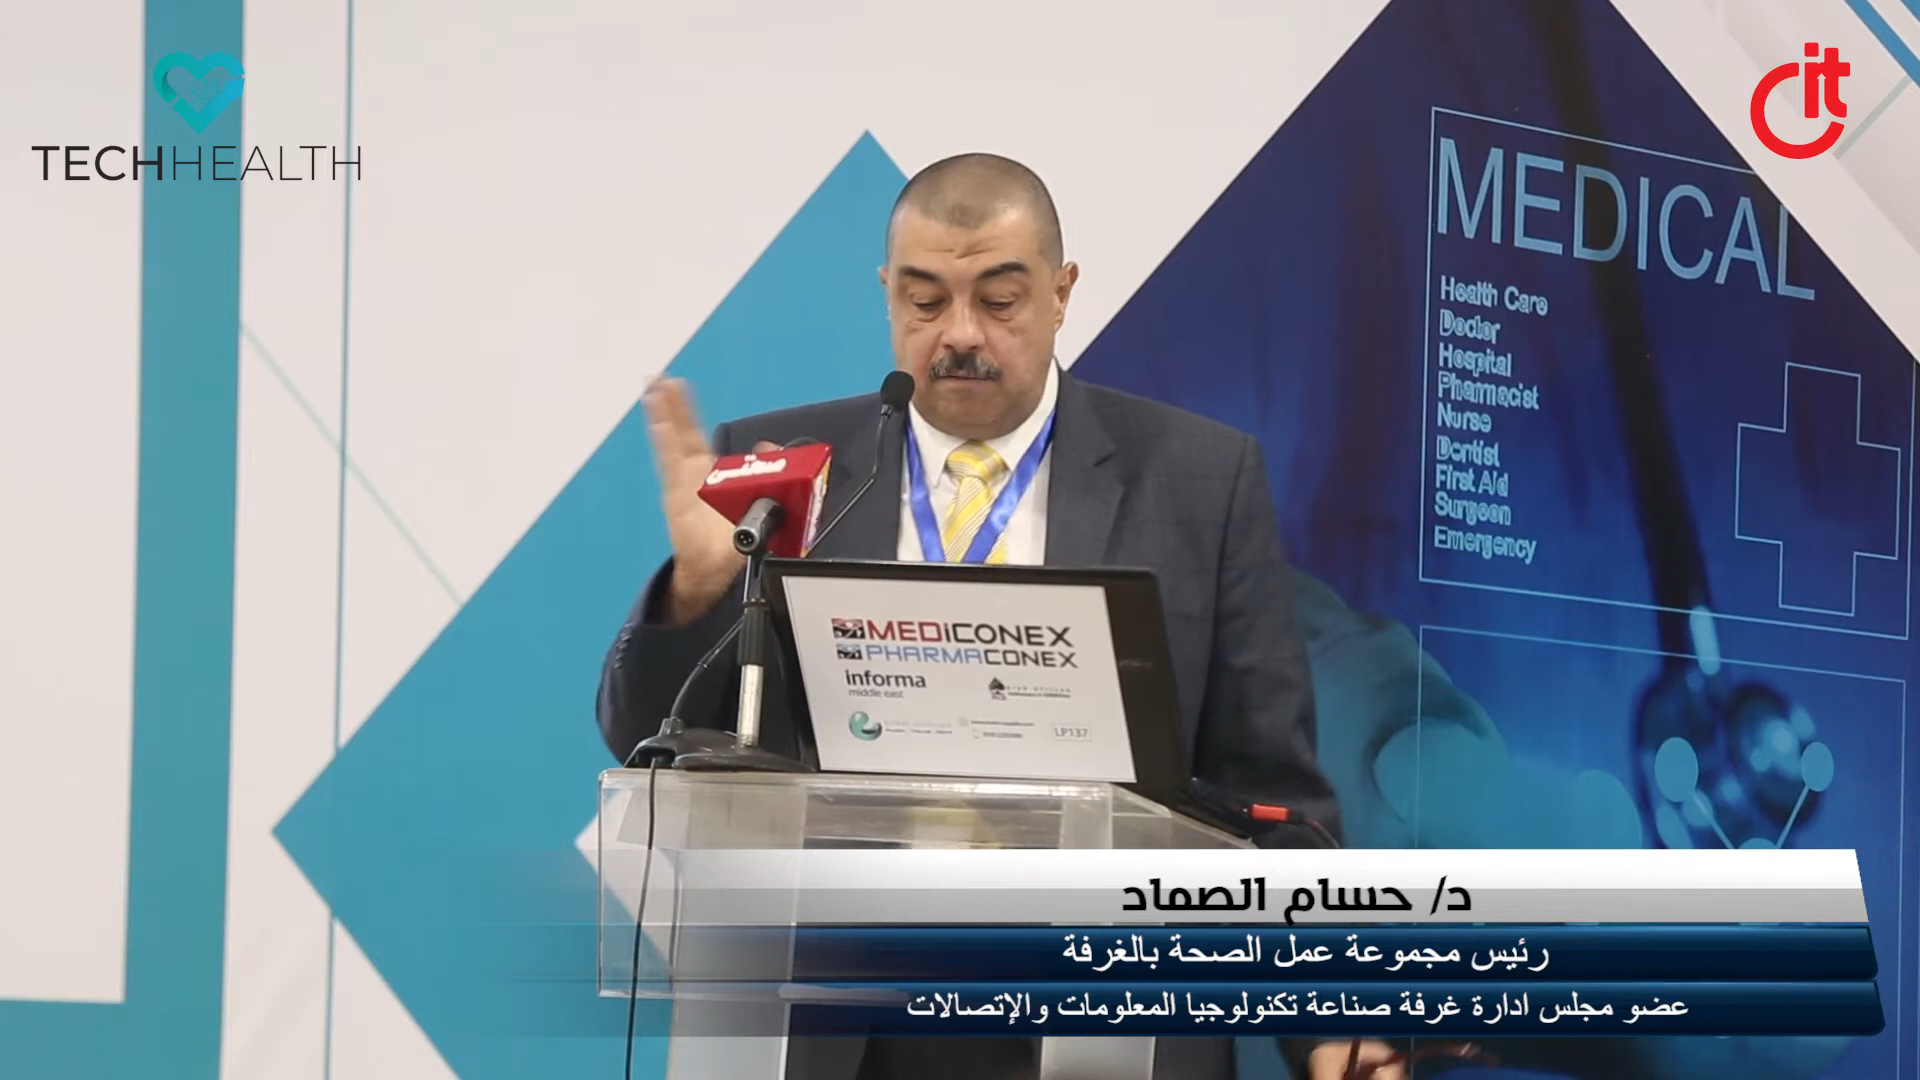 TECHHEALTH
cit
MEDICAL
Health Care
Doctor
Hospital
Pharmacist
Nurse
Dentist
First Aid
Surgeon
Emergency
MEDiCONEX
PHARMACONEX
informa
middle east
LP137
د/ حسام الصماد
رئيس مجموعة عمل الصحة بالغرفة
عضو مجلس ادارة غرفة صناعة تكنولوجيا المعلومات والإتصالات